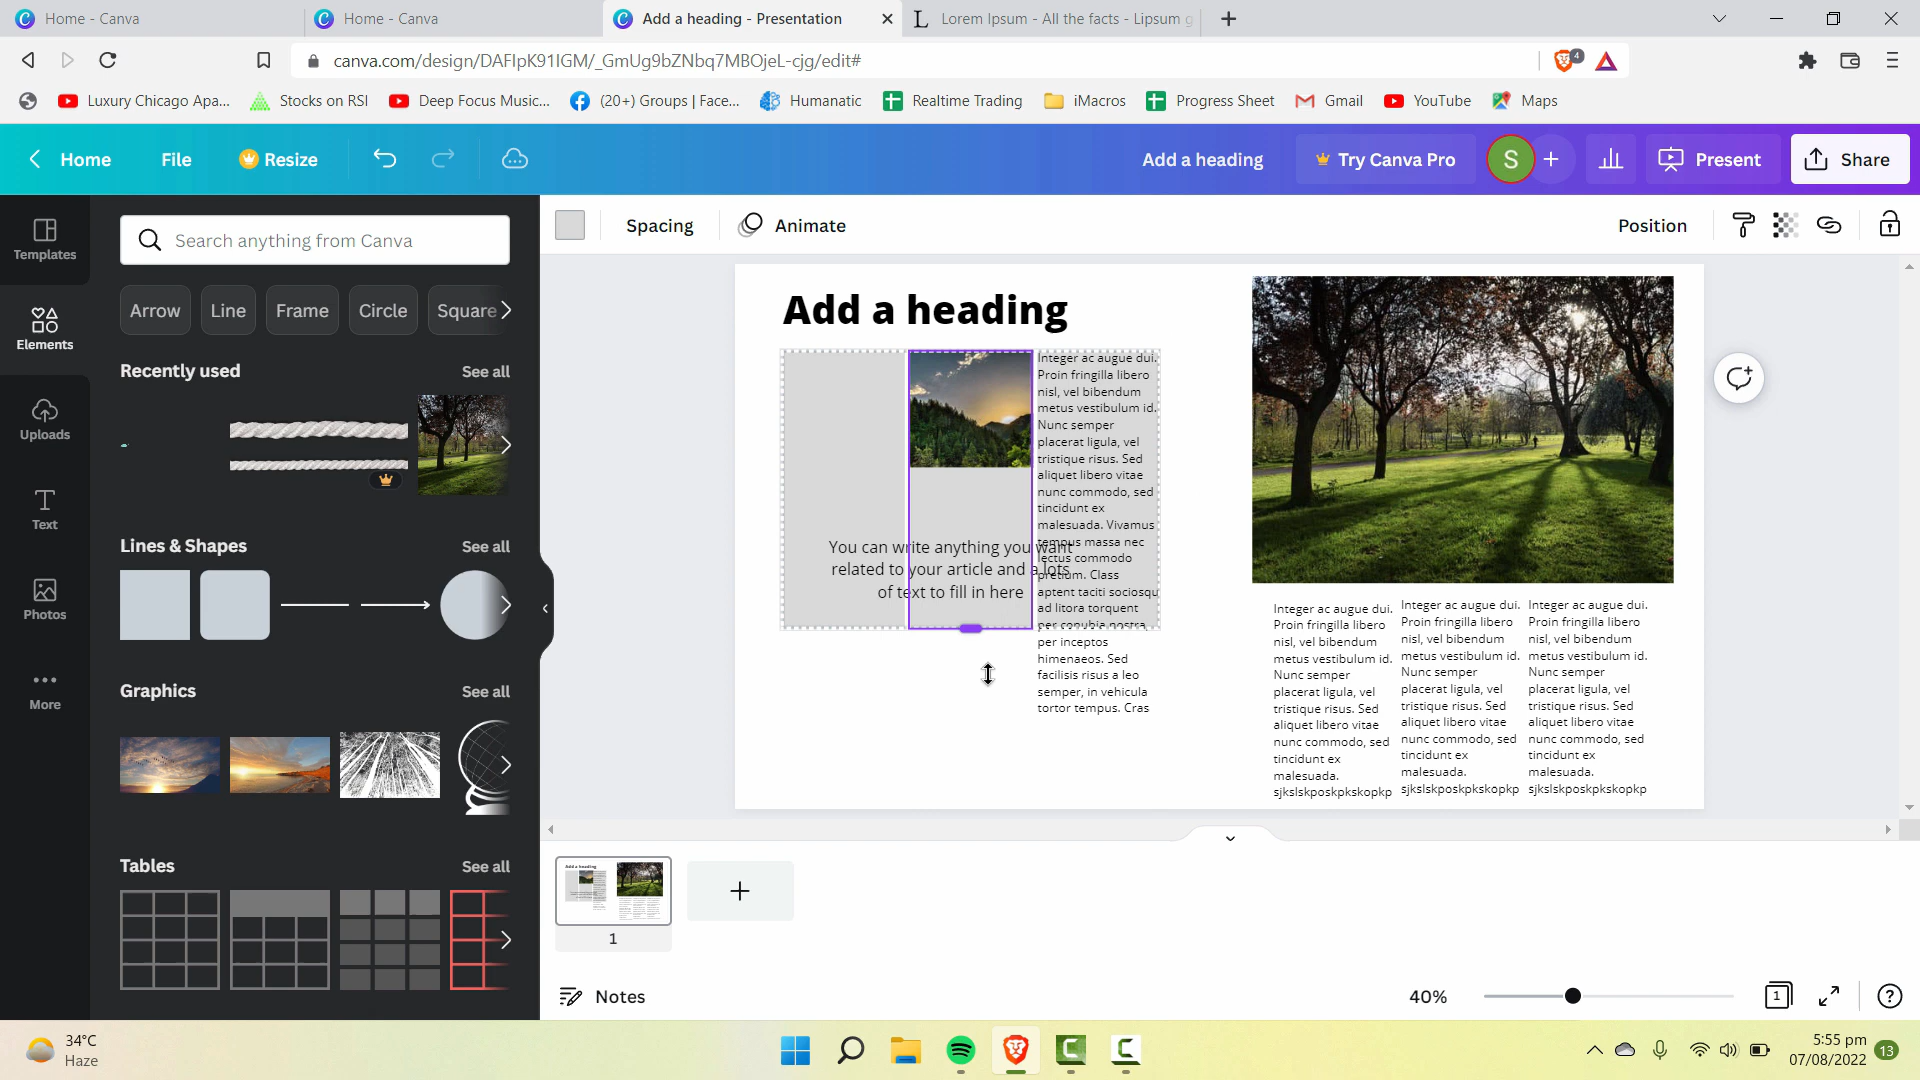 Home - Canva
Home - Canva
Add a heading - Presentation
Lorem Ipsum - All the facts - Lipsum g
canva.com/design/DAFIpK91IGM/_GmUg9bZNbq7MBOjeL-cjg/edit#
4
Luxury Chicago Apa...
Stocks on RSI
Deep Focus Music...
(20+) Groups | Face...
Humanatic
Realtime Trading
iMacros
Progress Sheet
Gmail
YouTube
Maps
Home
File
Resize
Add a heading
Try Canva Pro
S
Present
Share
Templates
Elements
Uploads
Text
Photos
More
Search anything from Canva
Arrow
Line
Frame
Circle
Square
Recently used
See all
Lines & Shapes
See all
Graphics
See all
Tables
See all
Spacing
Animate
Position
Add a heading
You can write anything you want
related to your article and a lots
of text to fill in here
Integer ac augue dui.
Proin fringilla libero
nisl, vel bibendum
metus vestibulum id.
Nunc semper
placerat ligula, vel
tristique risus. Sed
aliquet libero vitae
nunc commodo, sed
tincidunt ex
malesuada. Vivamus
tempus massa nec
lectus commodo
pretium. Class
aptent taciti sociosqu
ad litora torquent
per conubia nostra,
per inceptos
himenaeos. Sed
facilisis risus a leo
semper, in vehicula
tortor tempus. Cras
Integer ac augue dui.
Proin fringilla libero
nisl, vel bibendum
metus vestibulum id.
Nunc semper
placerat ligula, vel
tristique risus. Sed
aliquet libero vitae
nunc commodo, sed
tincidunt ex
malesuada.
sjkslskposkpkskopkp
Integer ac augue dui.
Proin fringilla libero
nisl, vel bibendum
metus vestibulum id.
Nunc semper
placerat ligula, vel
tristique risus. Sed
aliquet libero vitae
nunc commodo, sed
tincidunt ex
malesuada.
sjkslskposkpkskopkp
Integer ac augue dui.
Proin fringilla libero
nisl, vel bibendum
metus vestibulum id.
Nunc semper
placerat ligula, vel
tristique risus. Sed
aliquet libero vitae
nunc commodo, sed
tincidunt ex
malesuada.
sjkslskposkpkskopkp
1
Notes
40%
1
34°C
Haze
5:55 pm
07/08/2022
13